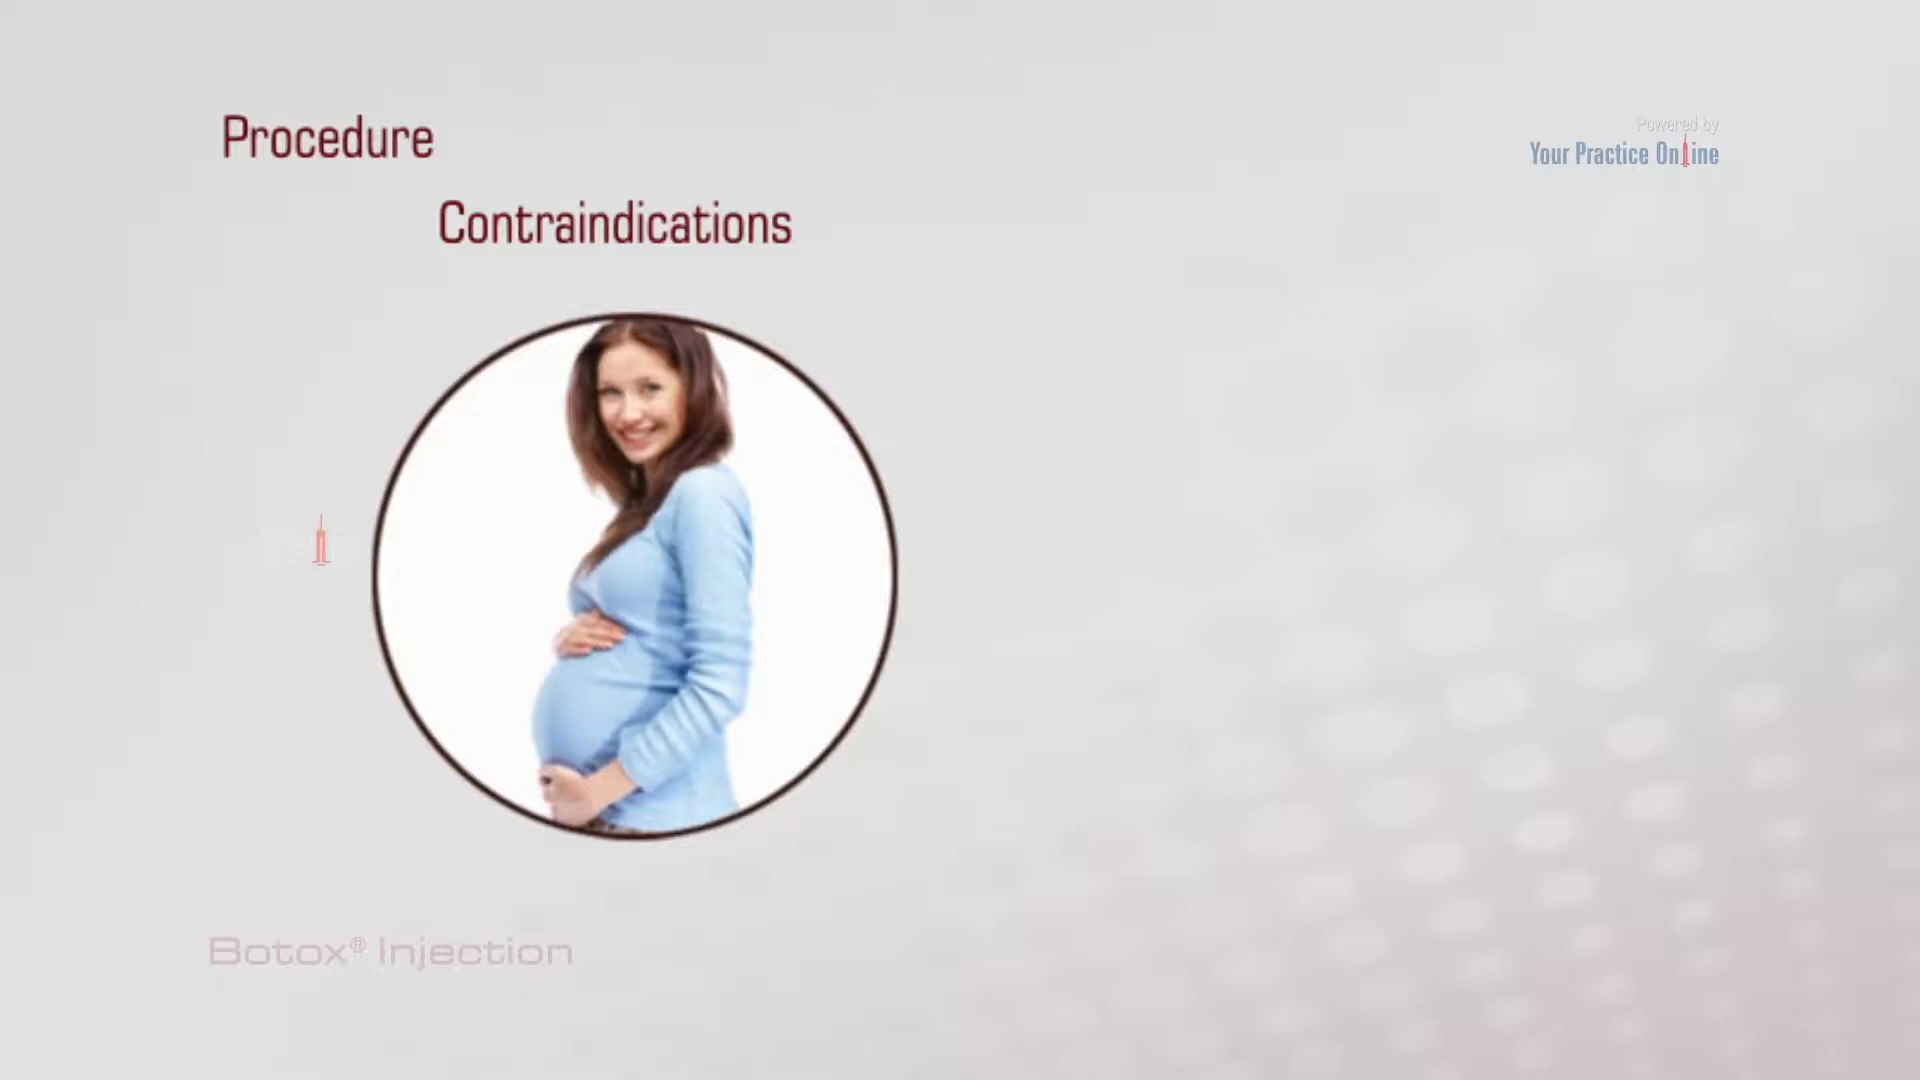 Procedure
Powered by
Your Practice Online
Contraindications
Botox® Injection